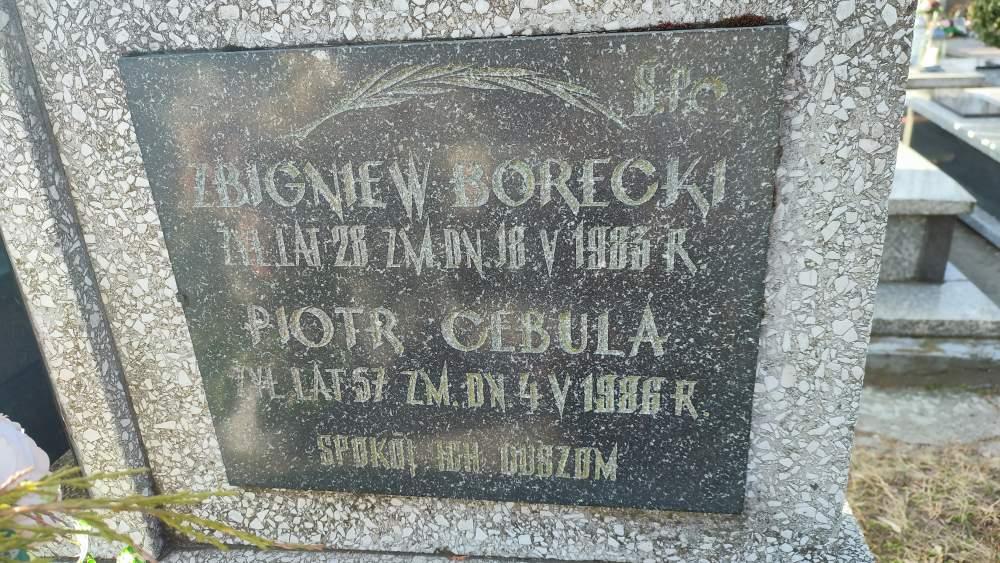 Ś.P.
ZBIGNIEW BORECKI
ŻYŁ LAT 28 ZM. DN. 18 V 1983 R.
PIOTR CEBULA
ŻYŁ. LAT 57 ZM. DN 4 V 1986 R.
SPOKÓJ ICH DUSZOM